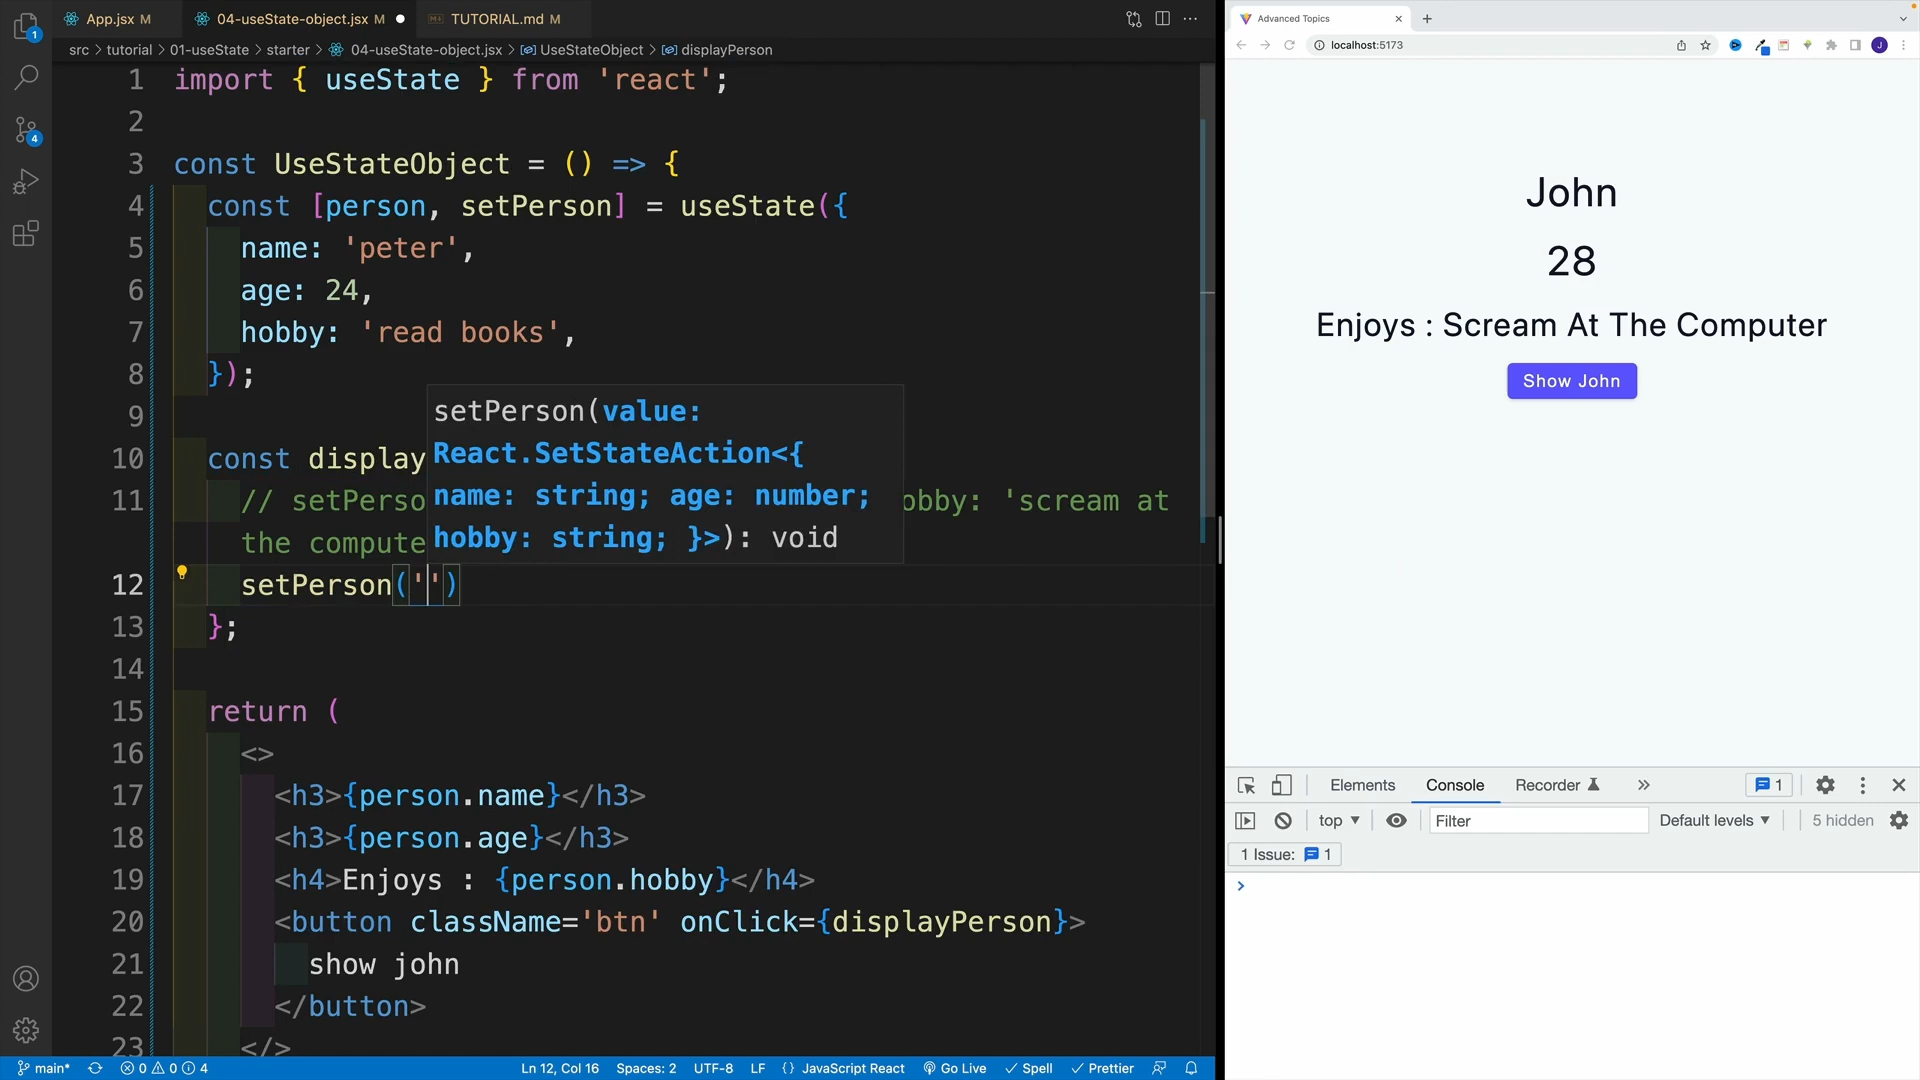 App.jsx M
04-useState-object.jsx M
TUTORIAL.md M
src > tutorial > 01-useState > starter > 04-useState-object.jsx > UseStateObject > displayPerson
1 import { useState } from 'react';
2
3 const UseStateObject = () => {
4 const [person, setPerson] = useState({
5 name: 'peter',
6 age: 24,
7 hobby: 'read books',
8 });
9
10 const display
11 // setPerso
obby: 'scream at
the compute
setPerson(value:
React.SetStateAction<{
name: string; age: number;
hobby: string; }>): void
12 setPerson('')
13 };
14
15 return (
16 <>
17 <h3>{person.name}</h3>
18 <h3>{person.age}</h3>
19 <h4>Enjoys : {person.hobby}</h4>
20 <button className='btn' onClick={displayPerson}>
21 show john
22 </button>
23 </>
1
4
main*
0 0 4
Ln 12, Col 16
Spaces: 2
UTF-8
LF
{} JavaScript React
Go Live
Spell
Prettier
Advanced Topics
localhost:5173
J
John
28
Enjoys : Scream At The Computer
Show John
Elements
Console
Recorder
1
top
Filter
Default levels
5 hidden
1 Issue: 1